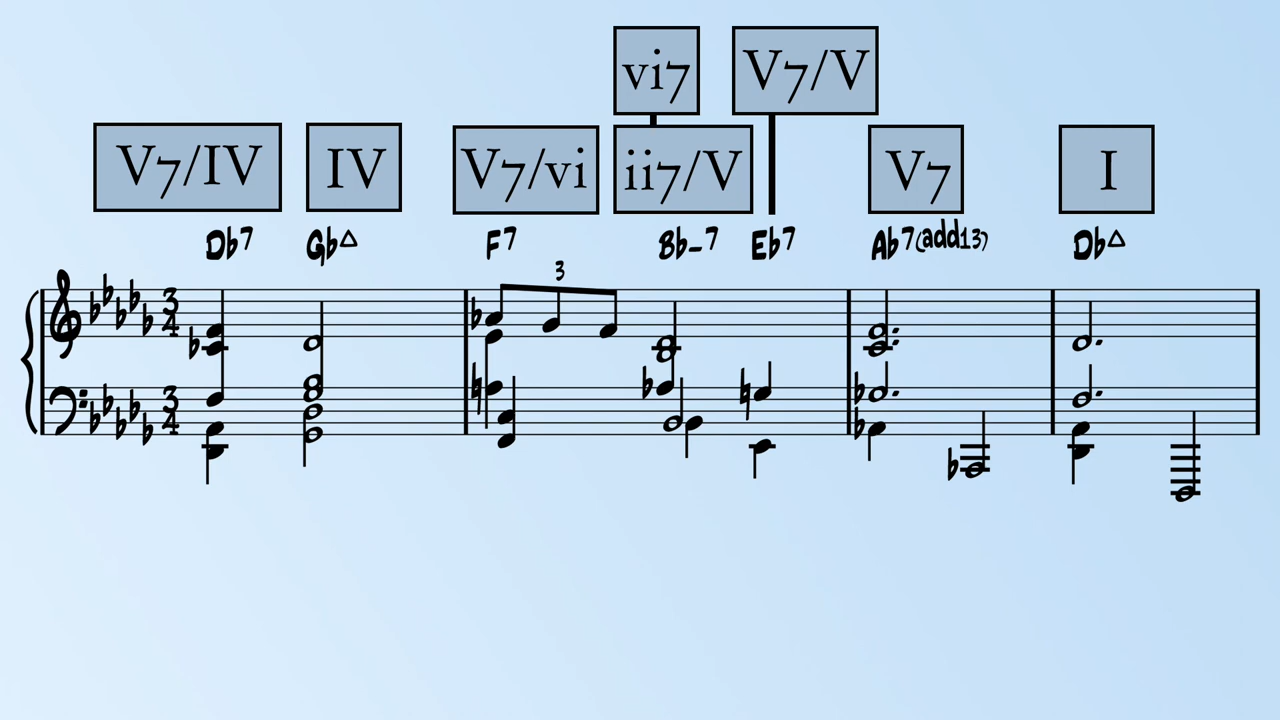 vi7 V7/V
V7/IV IV V7/vi ii7/V V7 I
Db7 Gb△ F7 Bb-7 Eb7 Ab7(add13) Db△
3
3
4
3
4